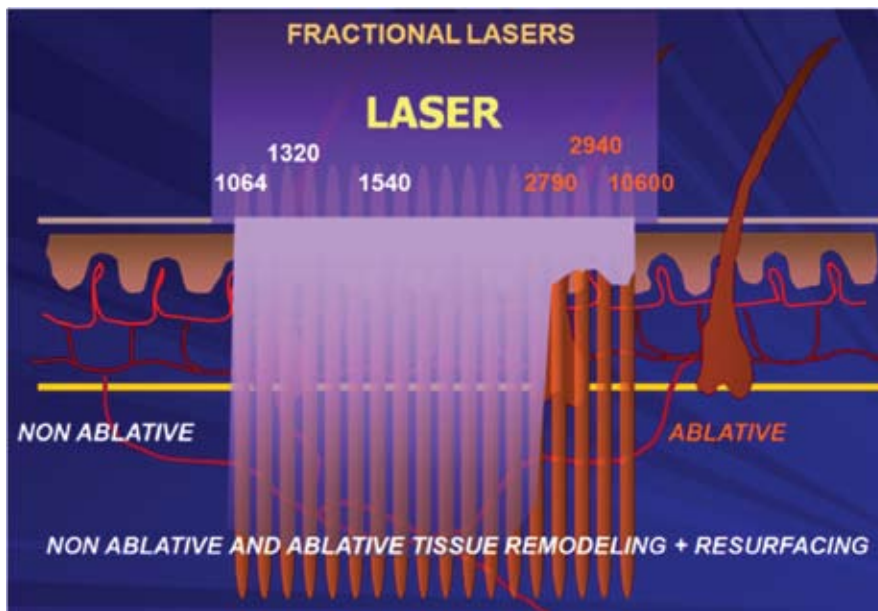 FRACTIONAL LASERS
LASER
1320
2940
1064
1540
2790
10600
NON ABLATIVE
ABLATIVE
NON ABLATIVE AND ABLATIVE TISSUE REMODELING + RESURFACING